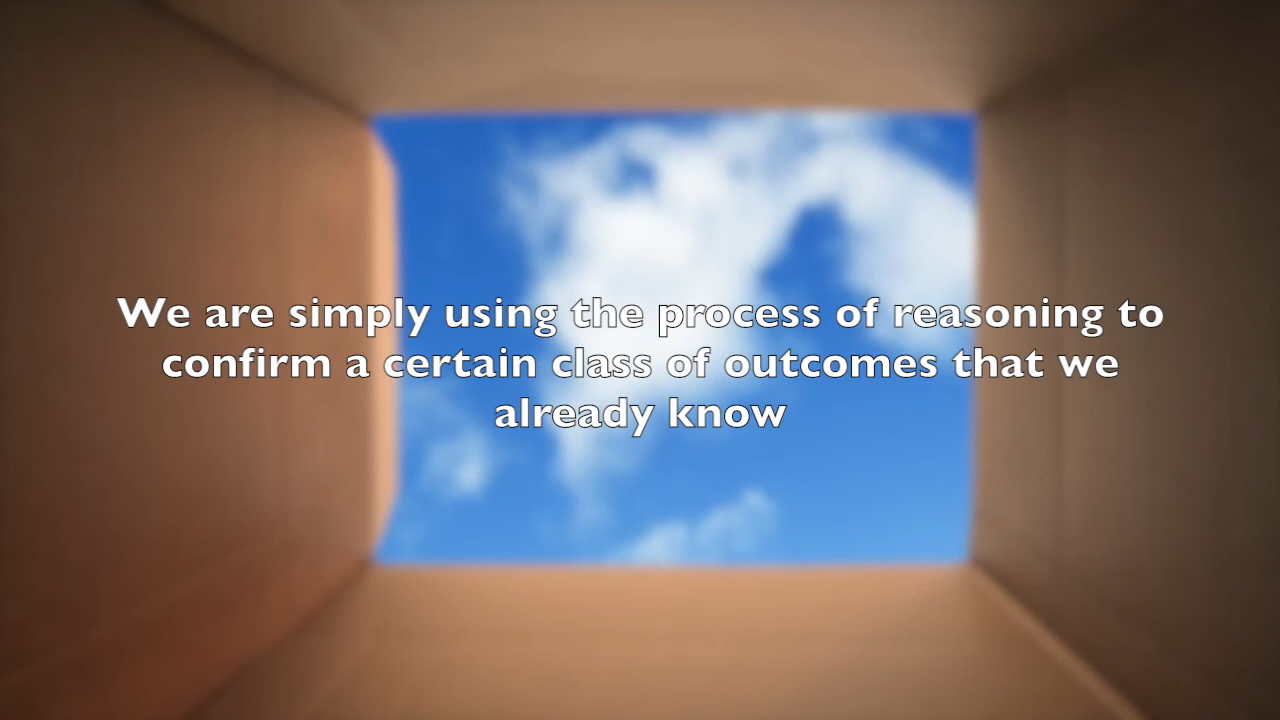 We are simply using the process of reasoning to
confirm a certain class of outcomes that we
already know